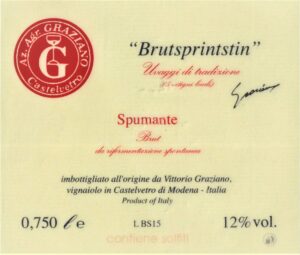 Az. Agr. GRAZIANO
G
Castelvetro
"Brutsprintstin"
Uvaggi di tradizione
Spumante
Brut
da rifermentazione spontanea
imbottigliato all'origine da Vittorio Graziano,
vignaiolo in Castelvetro di Modena - Italia
Product of Italy
0,750 ℓ e
L BS15
12% vol.
contiene solfiti